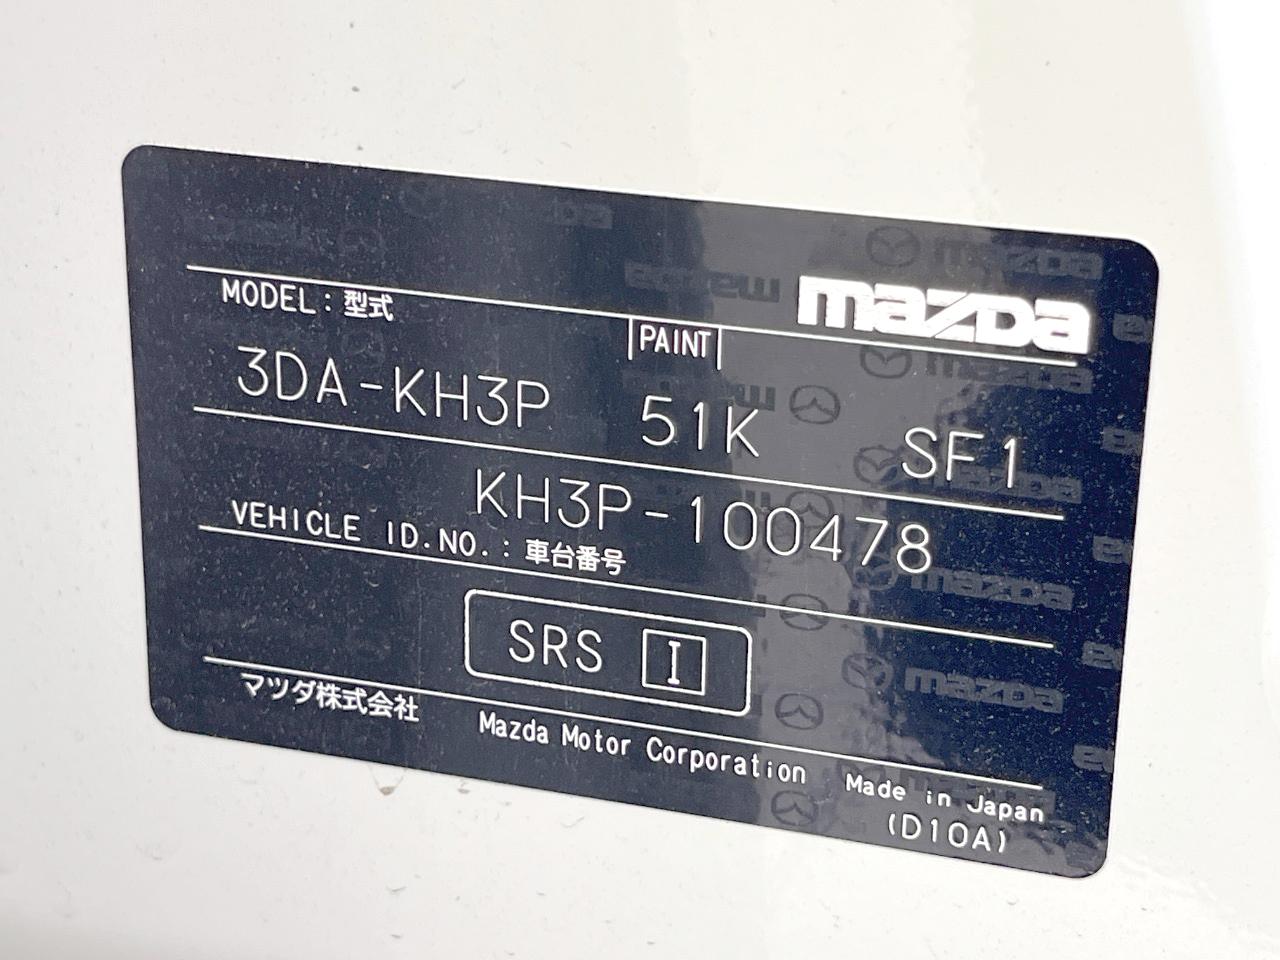 mazda
MODEL：型式
PAINT
3DA-KH3P 51K SF1
KH3P-100478
VEHICLE ID.NO.：車台番号
SRS I
マツダ株式会社 Mazda Motor Corporation Made in Japan
(D10A)